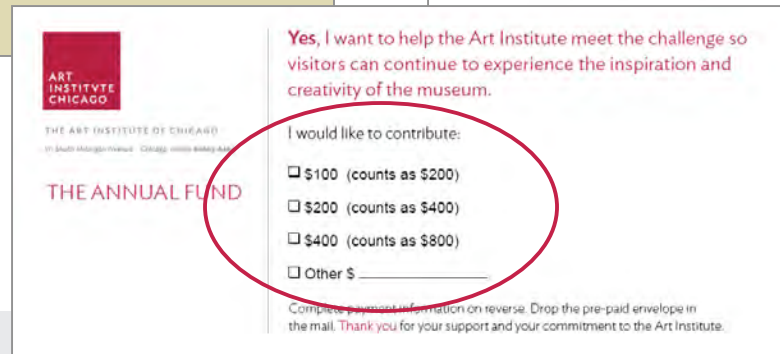 ART
INSTITVTE
CHICAGO
THE ART INSTITUTE OF CHICAGO
THE ANNUAL FUND
Yes, I want to help the Art Institute meet the challenge so
visitors can continue to experience the inspiration and
creativity of the museum.
I would like to contribute:
$100 (counts as $200)
$200 (counts as $400)
$400 (counts as $800)
Other $
Complete payment information on reverse. Drop the pre-paid envelope in
the mail. Thank you for your support and your commitment to the Art Institute.